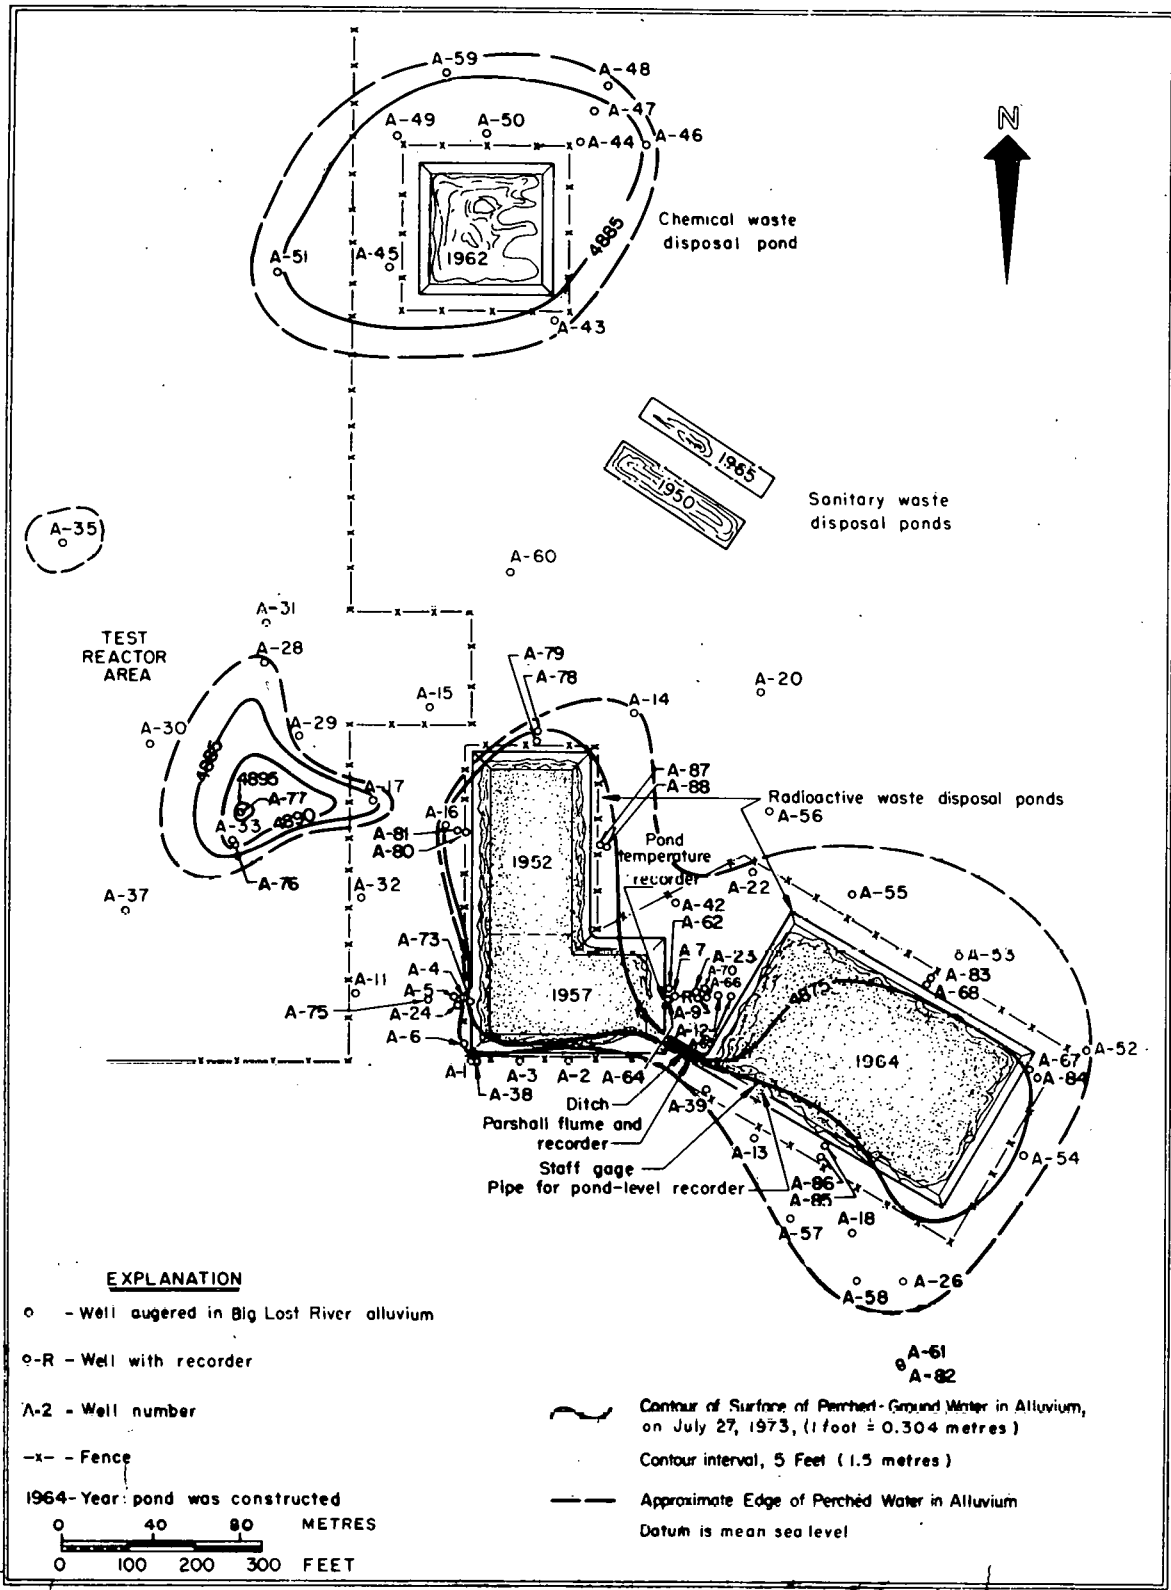 A-59
A-48
A-47
A-49
A-50
A-44
A-46
N
Chemical waste
disposal pond
4885
A-51
A-45
1962
A-43
1965
1950
Sanitary waste
disposal ponds
A-35
A-60
A-31
TEST
REACTOR
AREA
A-28
A-79
A-78
A-20
A-15
A-14
A-30
A-29
4885
4895
A-77
4890
A-17
A-87
A-88
Radioactive waste disposal ponds
A-56
A-16
A-81
A-80
A-33
A-76
1952
Pond
temperature
recorder
A-22
A-55
A-37
A-32
A-42
A-62
A-73
A-7
A-23
A-70
A-66
A-53
A-83
A-68
A-4
A-5
A-11
A-75
A-24
1957
R
A-9
4875
A-12
A-6
1964
A-52
A-67
A-84
A-1
A-3
A-2
A-64
A-38
A-39
Ditch
Parshall flume and
recorder
A-13
A-54
Staff gage
Pipe for pond-level recorder
A-86
A-85
A-57
A-18
A-58
A-26
A-61
A-82
EXPLANATION
o - Well augered in Big Lost River alluvium
o-R - Well with recorder
A-2 - Well number
-x- - Fence
1964- Year pond was constructed
0 40 80 METRES
0 100 200 300 FEET
Contour of Surface of Perched-Ground Water in Alluvium,
on July 27, 1973, (1 foot = 0.304 metres)
Contour interval, 5 Feet (1.5 metres)
Approximate Edge of Perched Water in Alluvium
Datum is mean sea level